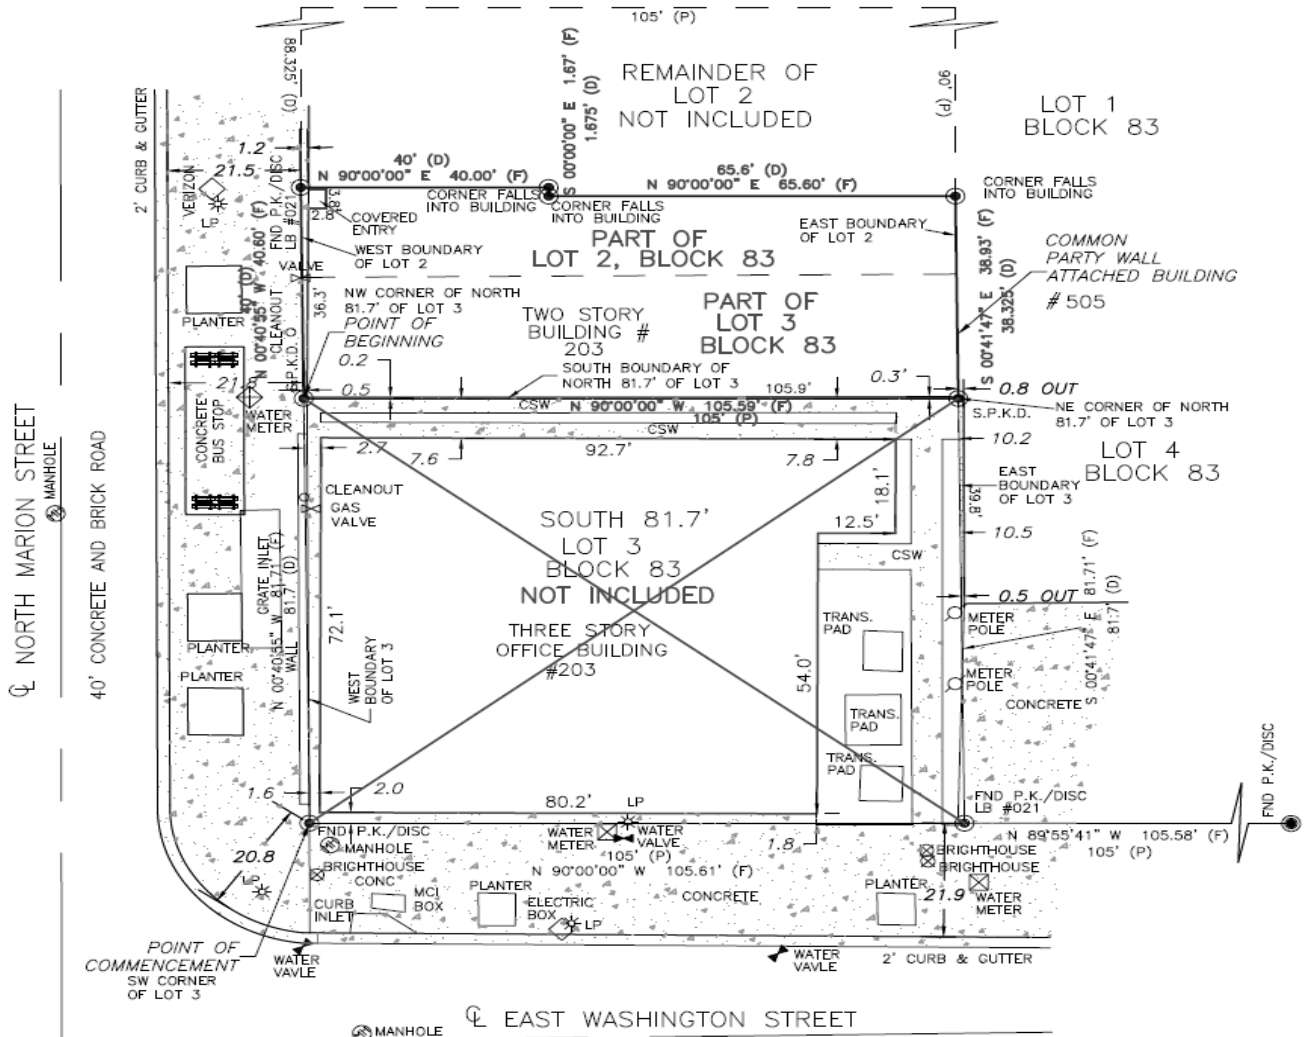 105' (P)
88.325' (D)
S 00°00'00" E 1.67' (F)
1.675' (D)
REMAINDER OF
LOT 2
NOT INCLUDED
90' (P)
LOT 1
BLOCK 83
2' CURB & GUTTER
1.2
21.5
VERIZON
LP
FND P.K./DISC
LB #021
40' (D)
N 90°00'00" E 40.00' (F)
65.6' (D)
N 90°00'00" E 65.60' (F)
CORNER FALLS
INTO BUILDING
CORNER FALLS
INTO BUILDING
CORNER FALLS
INTO BUILDING
3.8'
2.8'
COVERED
ENTRY
WEST BOUNDARY
OF LOT 2
PART OF
LOT 2, BLOCK 83
EAST BOUNDARY
OF LOT 2
COMMON
PARTY WALL
ATTACHED BUILDING
# 505
S 00°41'47" E 38.93' (F)
38.325' (D)
N 00°40'55" W 40.60' (F)
40' (D)
VALVE
CLEANOUT
S.P.K.D.
36.3'
PLANTER
NW CORNER OF NORTH
81.7' OF LOT 3
POINT OF
BEGINNING
TWO STORY
BUILDING #
203
PART OF
LOT 3
BLOCK 83
0.2
0.5
SOUTH BOUNDARY OF
NORTH 81.7' OF LOT 3
105.9'
0.3'
0.8 OUT
21.8
CONCRETE
BUS STOP
WATER
METER
CSW
N 90°00'00" W 105.59' (F)
105' (P)
CSW
S.P.K.D.
NE CORNER OF NORTH
81.7' OF LOT 3
2.7
7.6
92.7'
7.8
10.2
LOT 4
BLOCK 83
NORTH MARION STREET
MANHOLE
40' CONCRETE AND BRICK ROAD
CLEANOUT
GAS
VALVE
18.1'
12.5'
CSW
EAST
BOUNDARY
OF LOT 3
39.8'
10.5
SOUTH 81.7'
LOT 3
BLOCK 83
NOT INCLUDED
THREE STORY
OFFICE BUILDING
#203
GRATE INLET
N 00°40'55" W 81.71' (F)
81.7' (D)
WALL
72.1'
WEST
BOUNDARY
OF LOT 3
PLANTER
PLANTER
54.0'
TRANS.
PAD
TRANS.
PAD
TRANS.
PAD
0.5 OUT
METER
POLE
METER
POLE
S 00°41'47" E 81.71' (F)
81.7' (D)
CONCRETE
1.6
2.0
80.2'
LP
FND P.K./DISC
LB #021
FND P.K./DISC
FND P.K./DISC
MANHOLE
BRIGHTHOUSE
CONC
WATER
METER
WATER
VALVE
105' (P)
N 90°00'00" W 105.61' (F)
1.8
N 89°55'41" W 105.58' (F)
105' (P)
BRIGHTHOUSE
BRIGHTHOUSE
20.8
LP
MCI
BOX
CURB
INLET
PLANTER
ELECTRIC
BOX
LP
CONCRETE
PLANTER
21.9
WATER
METER
POINT OF
COMMENCEMENT
SW CORNER
OF LOT 3
WATER
VAVLE
WATER
VAVLE
2' CURB & GUTTER
MANHOLE
EAST WASHINGTON STREET